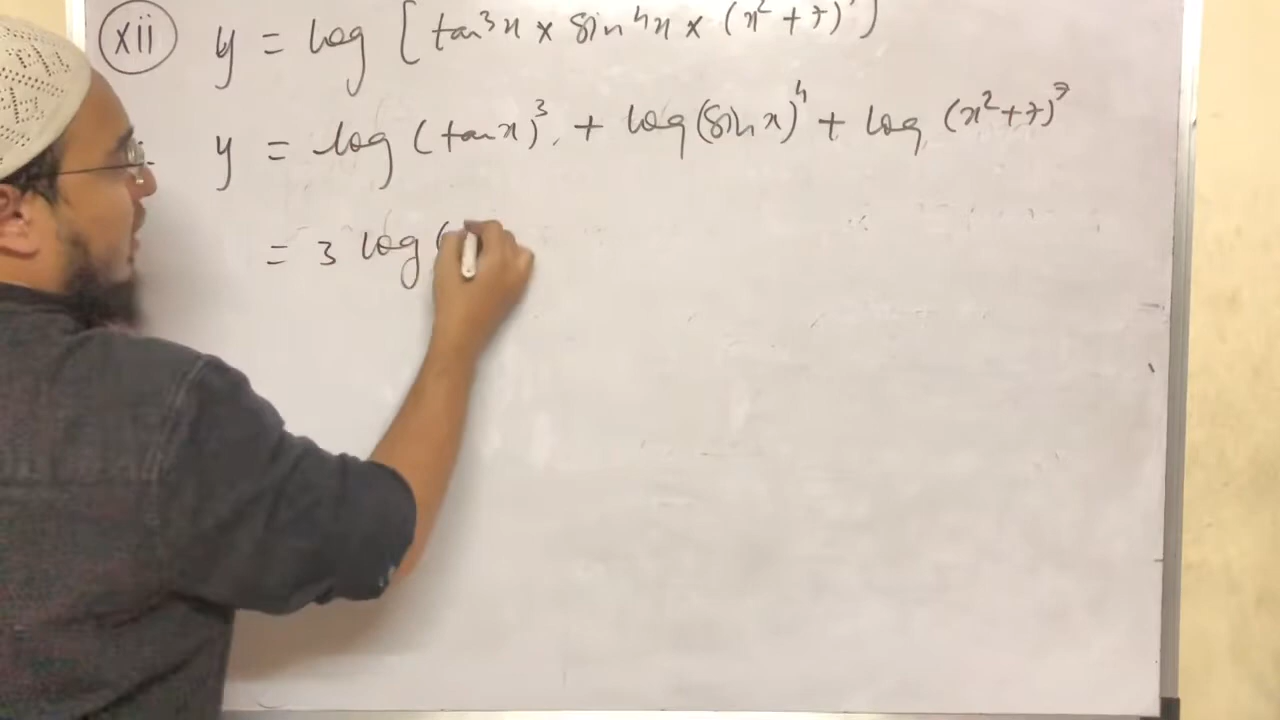 xii y = log [tan³x × sin⁴x × (x² + 7)⁷]
y = log (tan x)³ + log (sin x)⁴ + log (x² + 7)⁷
= 3 log (